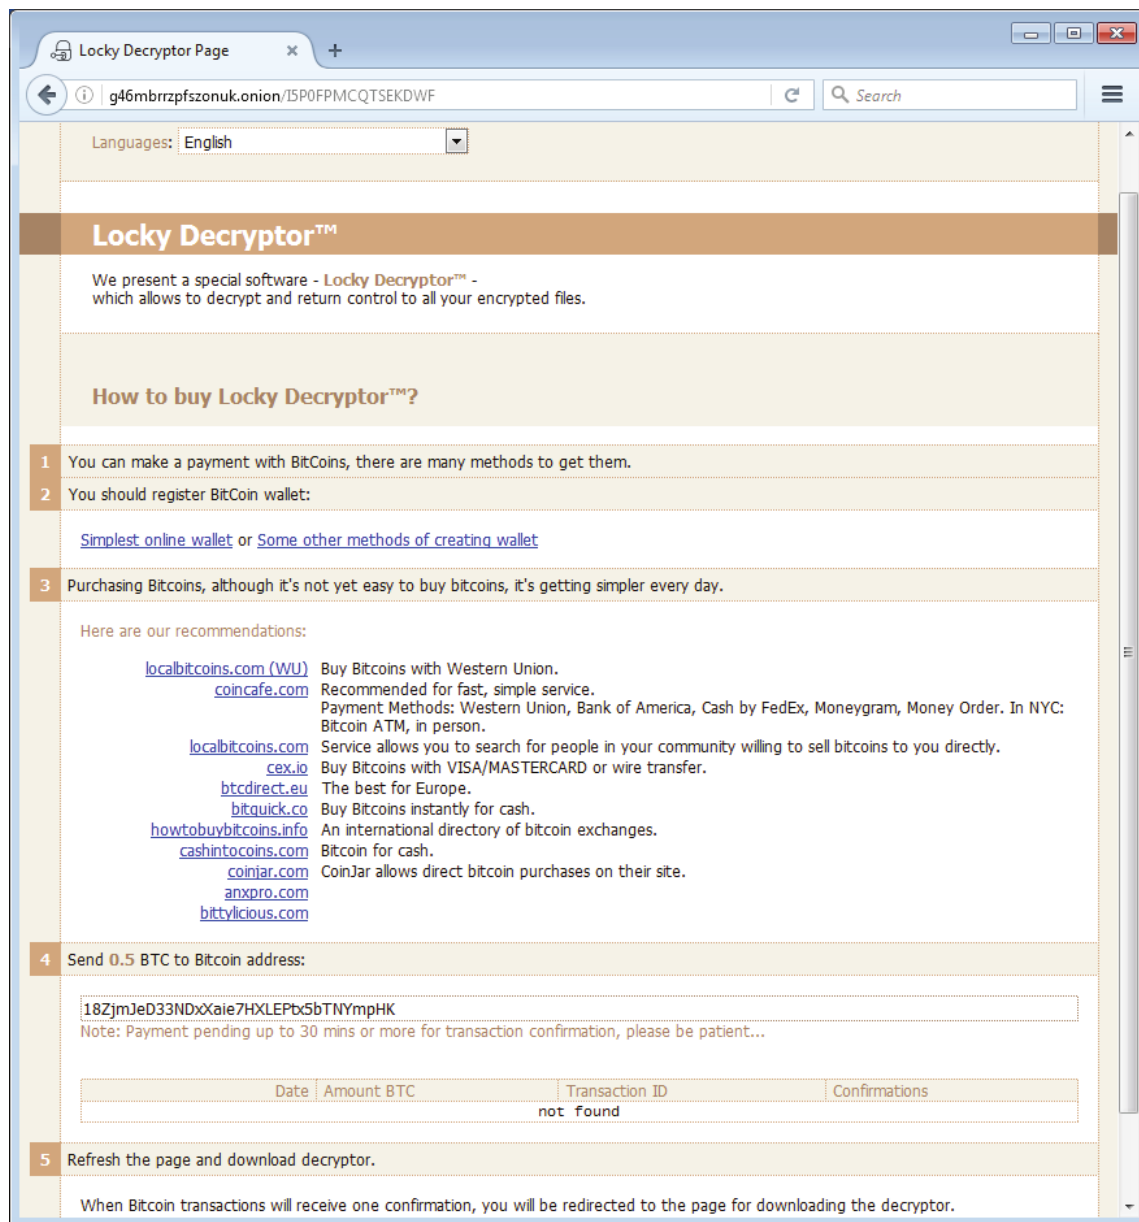 Locky Decryptor Page
g46mbrrzpfszonuk.onion/I5P0FPMCQTSEKDWF
Search
Languages: English
Locky Decryptor™
We present a special software - Locky Decryptor™ -
which allows to decrypt and return control to all your encrypted files.
How to buy Locky Decryptor™?
1 You can make a payment with BitCoins, there are many methods to get them.
2 You should register BitCoin wallet:
Simplest online wallet or Some other methods of creating wallet
3 Purchasing Bitcoins, although it's not yet easy to buy bitcoins, it's getting simpler every day.
Here are our recommendations:
localbitcoins.com (WU) Buy Bitcoins with Western Union.
coincafe.com Recommended for fast, simple service.
Payment Methods: Western Union, Bank of America, Cash by FedEx, Moneygram, Money Order. In NYC:
Bitcoin ATM, in person.
localbitcoins.com Service allows you to search for people in your community willing to sell bitcoins to you directly.
cex.io Buy Bitcoins with VISA/MASTERCARD or wire transfer.
btcdirect.eu The best for Europe.
bitquick.co Buy Bitcoins instantly for cash.
howtobuybitcoins.info An international directory of bitcoin exchanges.
cashintocoins.com Bitcoin for cash.
coinjar.com CoinJar allows direct bitcoin purchases on their site.
anxpro.com
bittylicious.com
4 Send 0.5 BTC to Bitcoin address:
18ZjmJeD33NDxXaie7HXLEPtx5bTNYmpHK
Note: Payment pending up to 30 mins or more for transaction confirmation, please be patient...
Date Amount BTC Transaction ID Confirmations
not found
5 Refresh the page and download decryptor.
When Bitcoin transactions will receive one confirmation, you will be redirected to the page for downloading the decryptor.